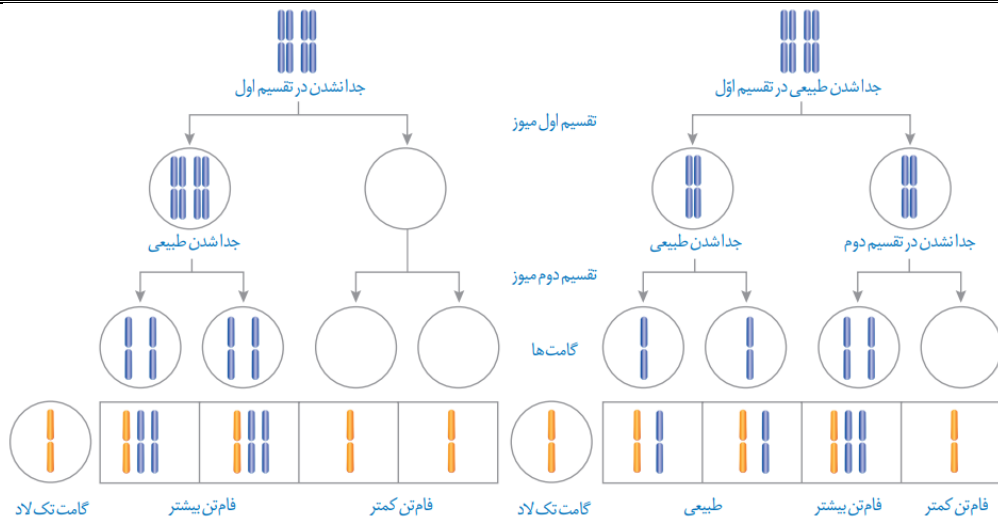 جدا شدن طبیعی در تقسیم اوّل
جدا نشدن در تقسیم اول
تقسیم اول میوز
جدا نشدن در تقسیم دوم
جدا شدن طبیعی
جدا شدن طبیعی
تقسیم دوم میوز
گامت‌ها
فام‌تن کمتر
فام‌تن بیشتر
طبیعی
گامت تک‌لاد
فام‌تن کمتر
فام‌تن بیشتر
گامت تک‌لاد